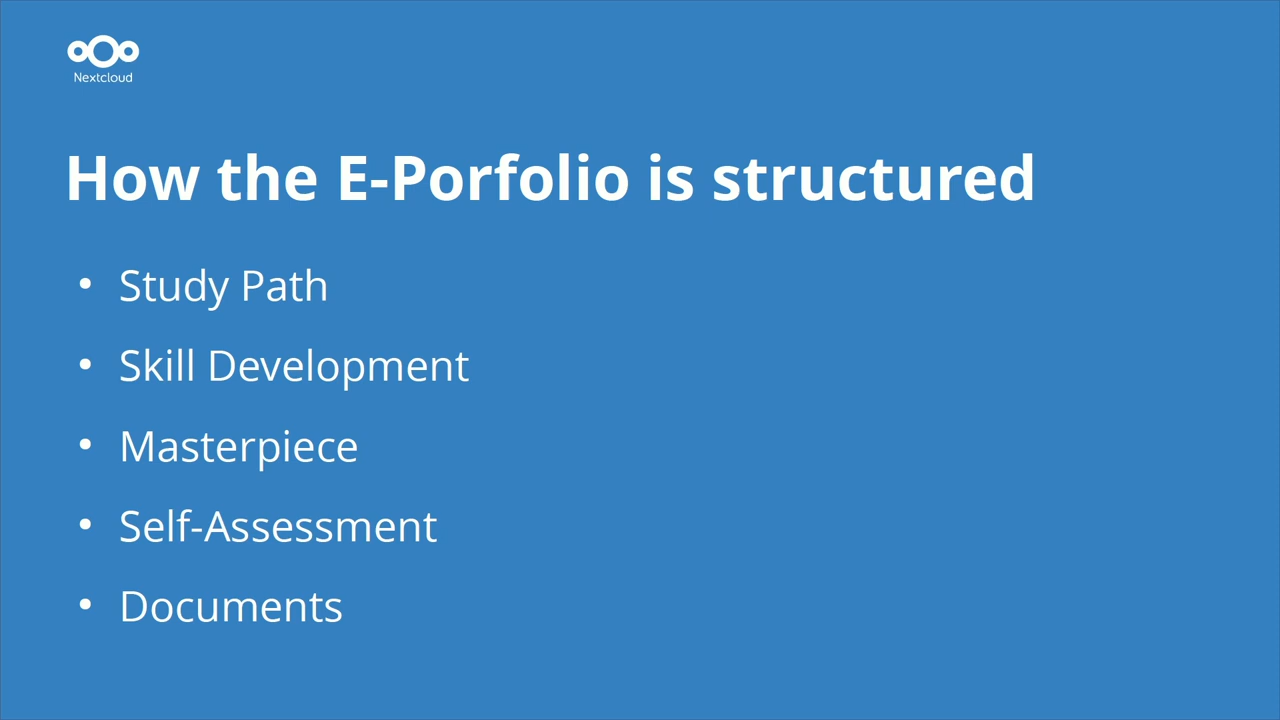 Nextcloud
How the E-Porfolio is structured
• Study Path
• Skill Development
• Masterpiece
• Self-Assessment
• Documents